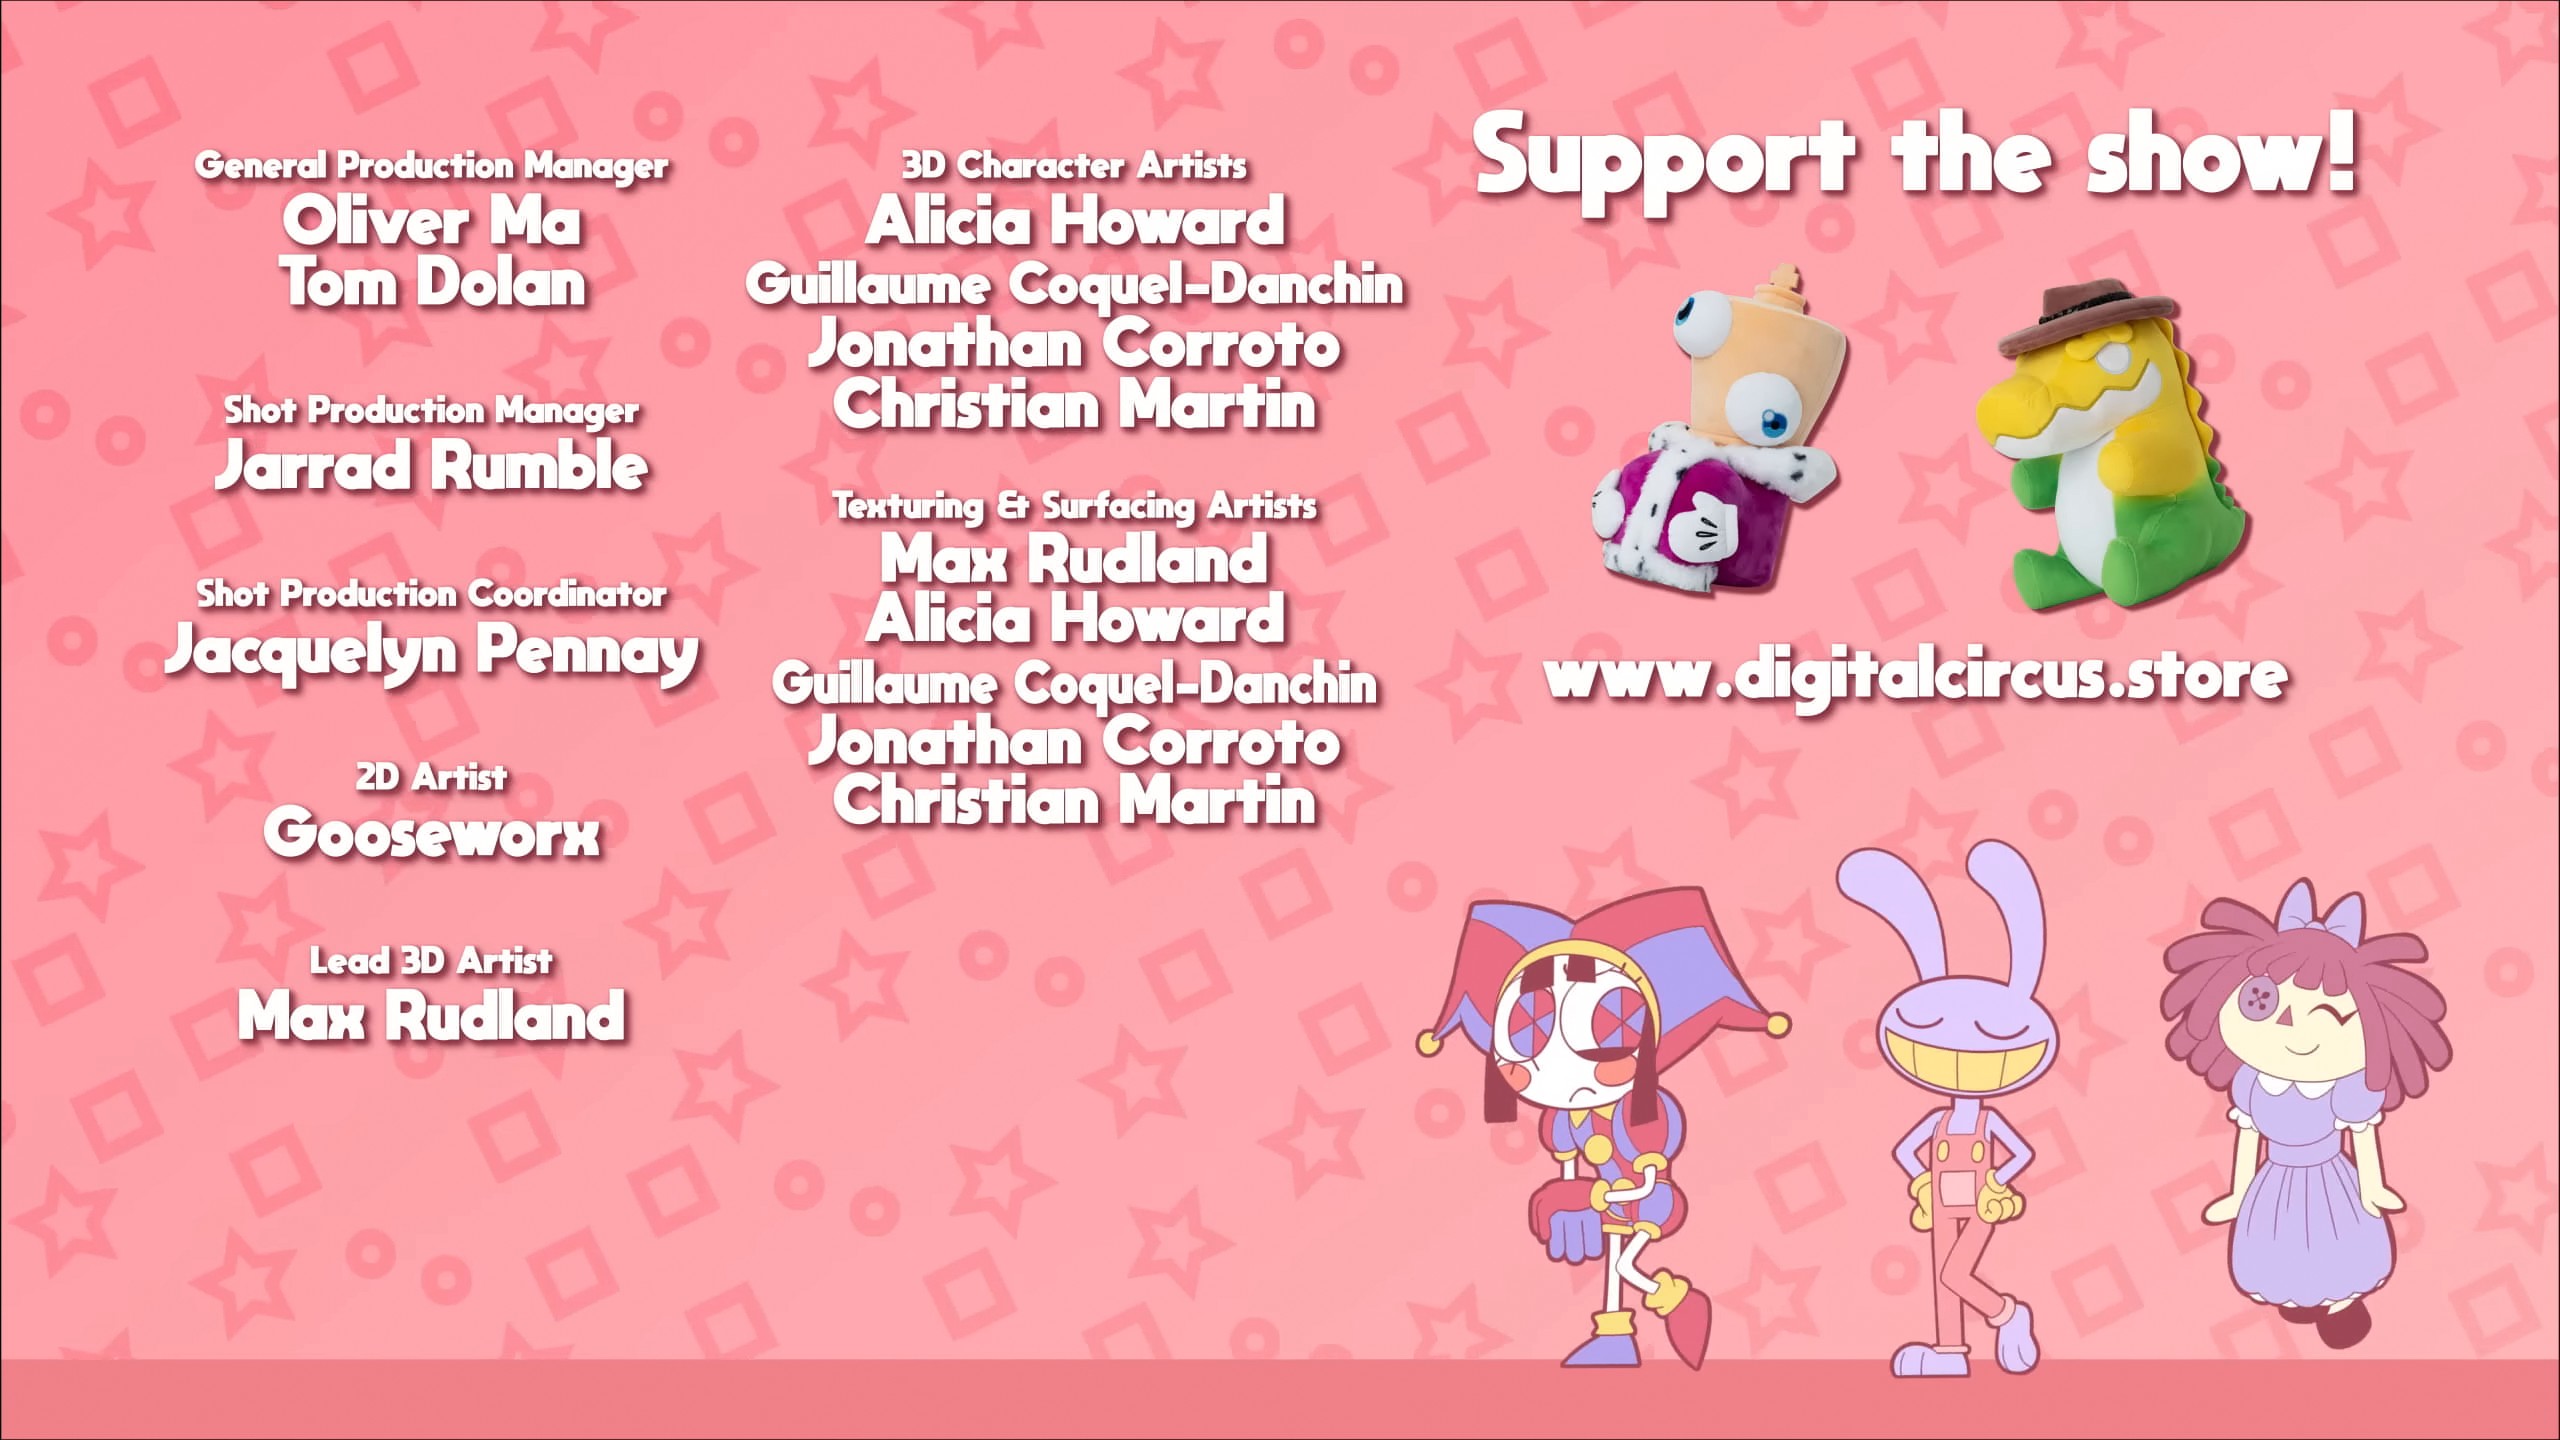 General Production Manager
Oliver Ma
Tom Dolan
Shot Production Manager
Jarrad Rumble
Shot Production Coordinator
Jacquelyn Pennay
2D Artist
Gooseworx
Lead 3D Artist
Max Rudland
3D Character Artists
Alicia Howard
Guillaume Coquel-Danchin
Jonathan Corroto
Christian Martin
Texturing & Surfacing Artists
Max Rudland
Alicia Howard
Guillaume Coquel-Danchin
Jonathan Corroto
Christian Martin
Support the show!
www.digitalcircus.store